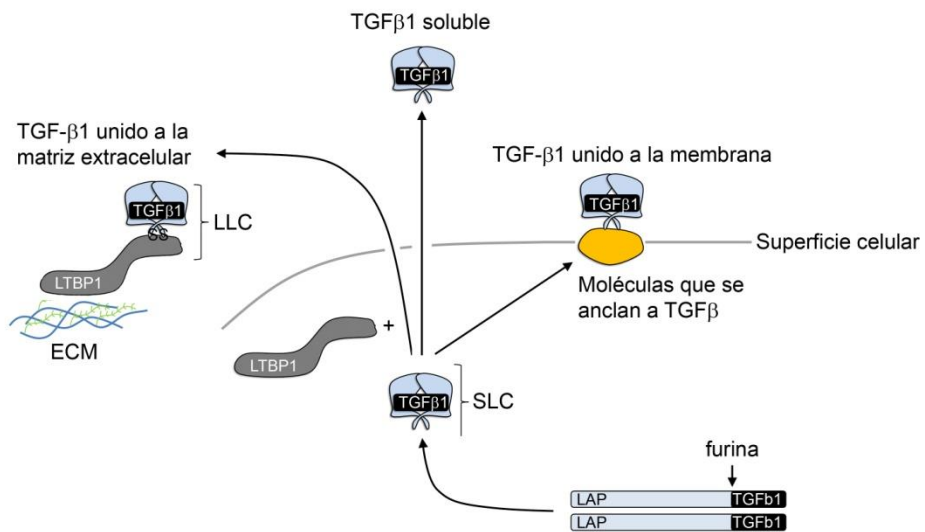 TGFβ1 soluble
TGFβ1
TGF-β1 unido a la
matriz extracelular
TGFβ1
LLC
LTBP1
ECM
TGF-β1 unido a la membrana
TGFβ1
Superficie celular
Moléculas que se
anclan a TGFβ
LTBP1
+
TGFβ1
SLC
furina
LAP
TGFb1
LAP
TGFb1